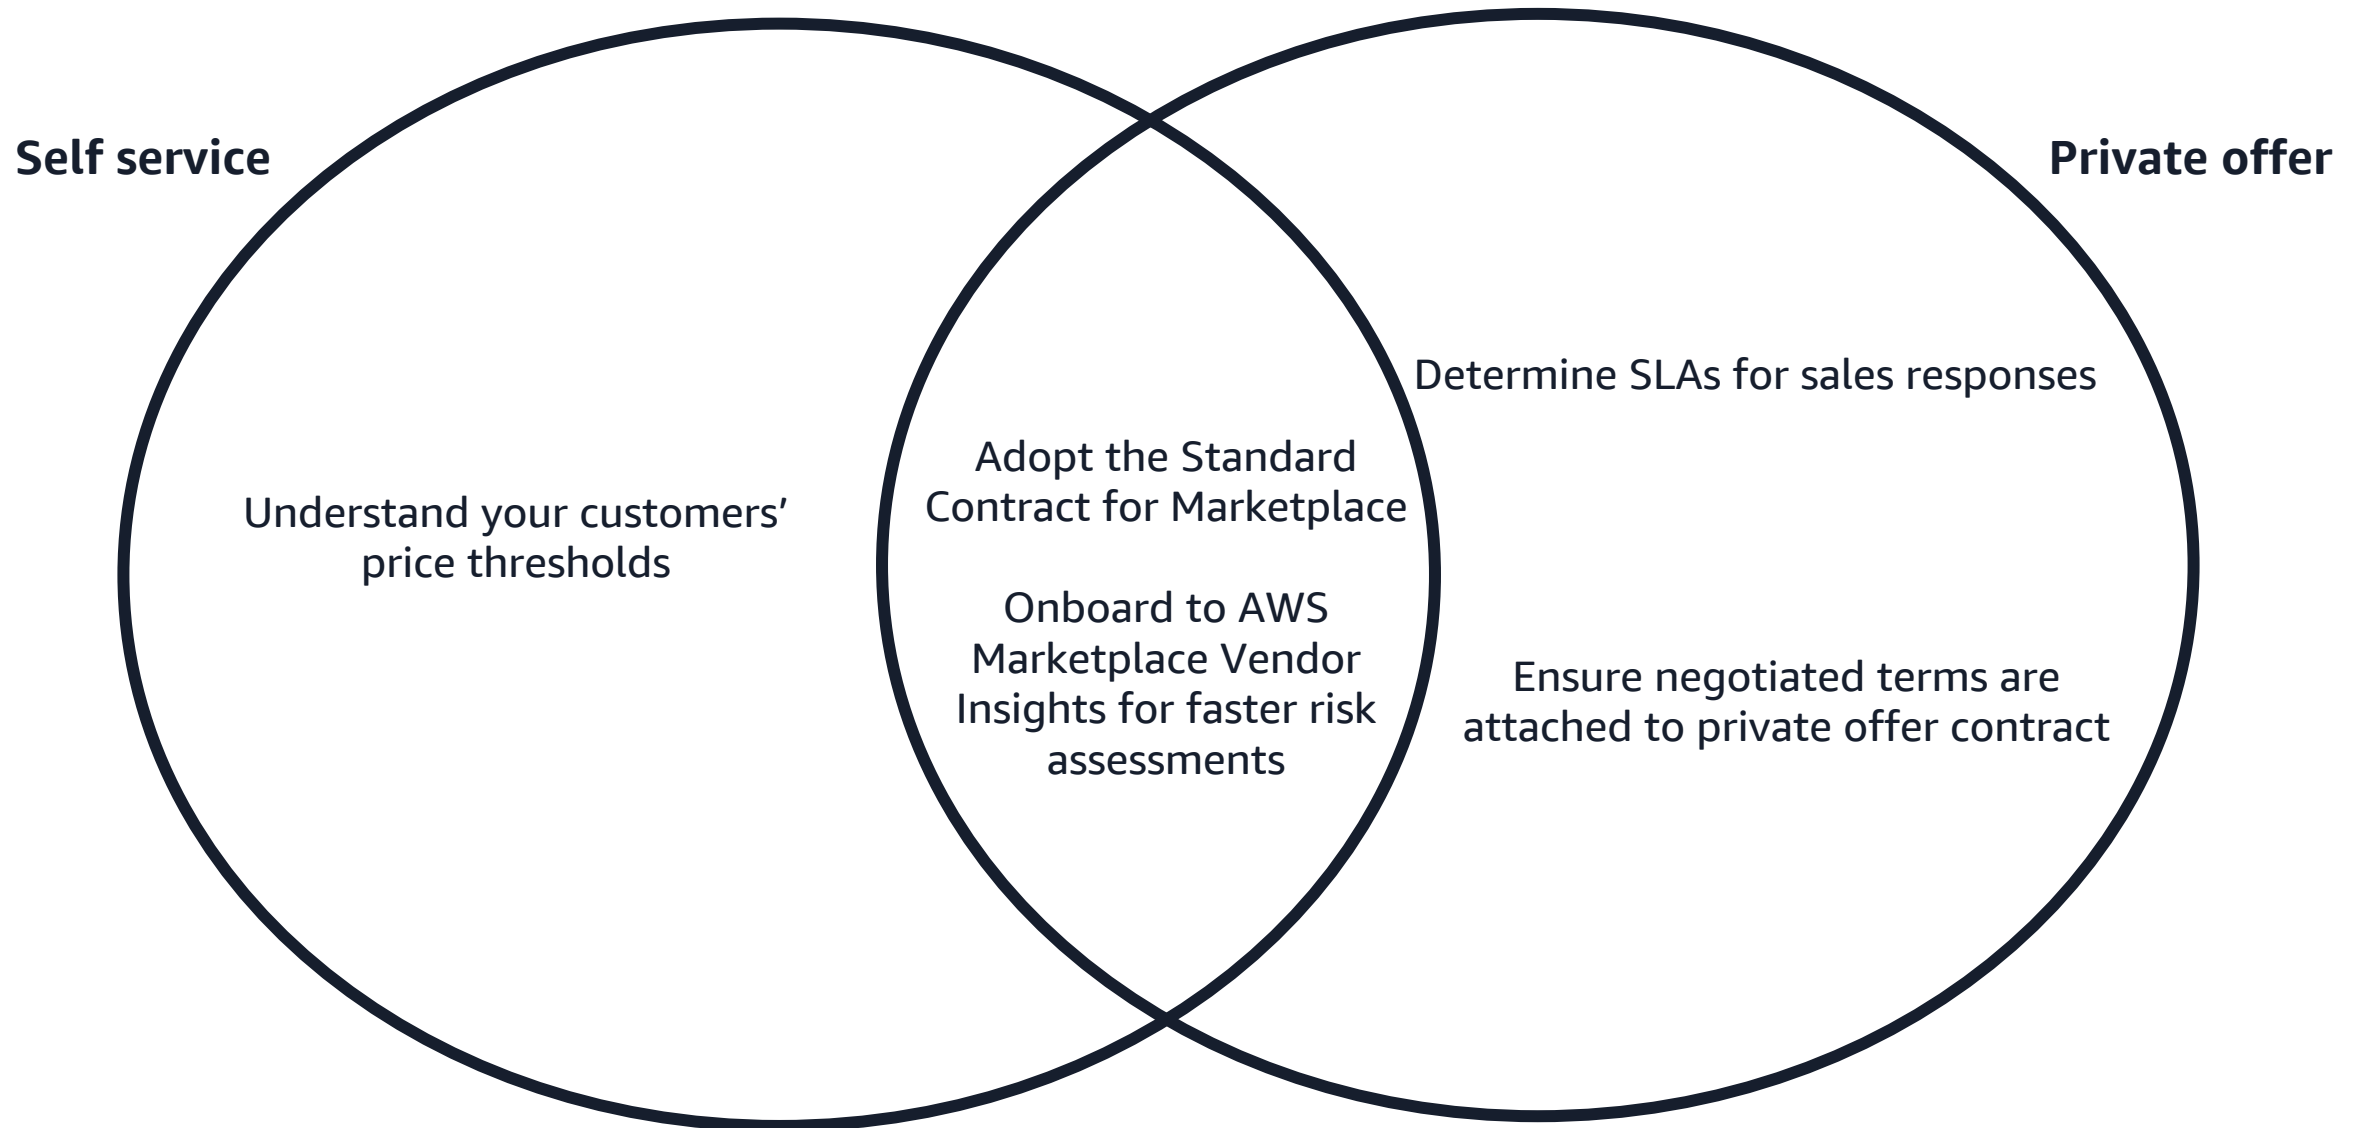 Self service
Private offer
Understand your customers’
price thresholds
Adopt the Standard
Contract for Marketplace
Onboard to AWS
Marketplace Vendor
Insights for faster risk
assessments
Determine SLAs for sales responses
Ensure negotiated terms are
attached to private offer contract